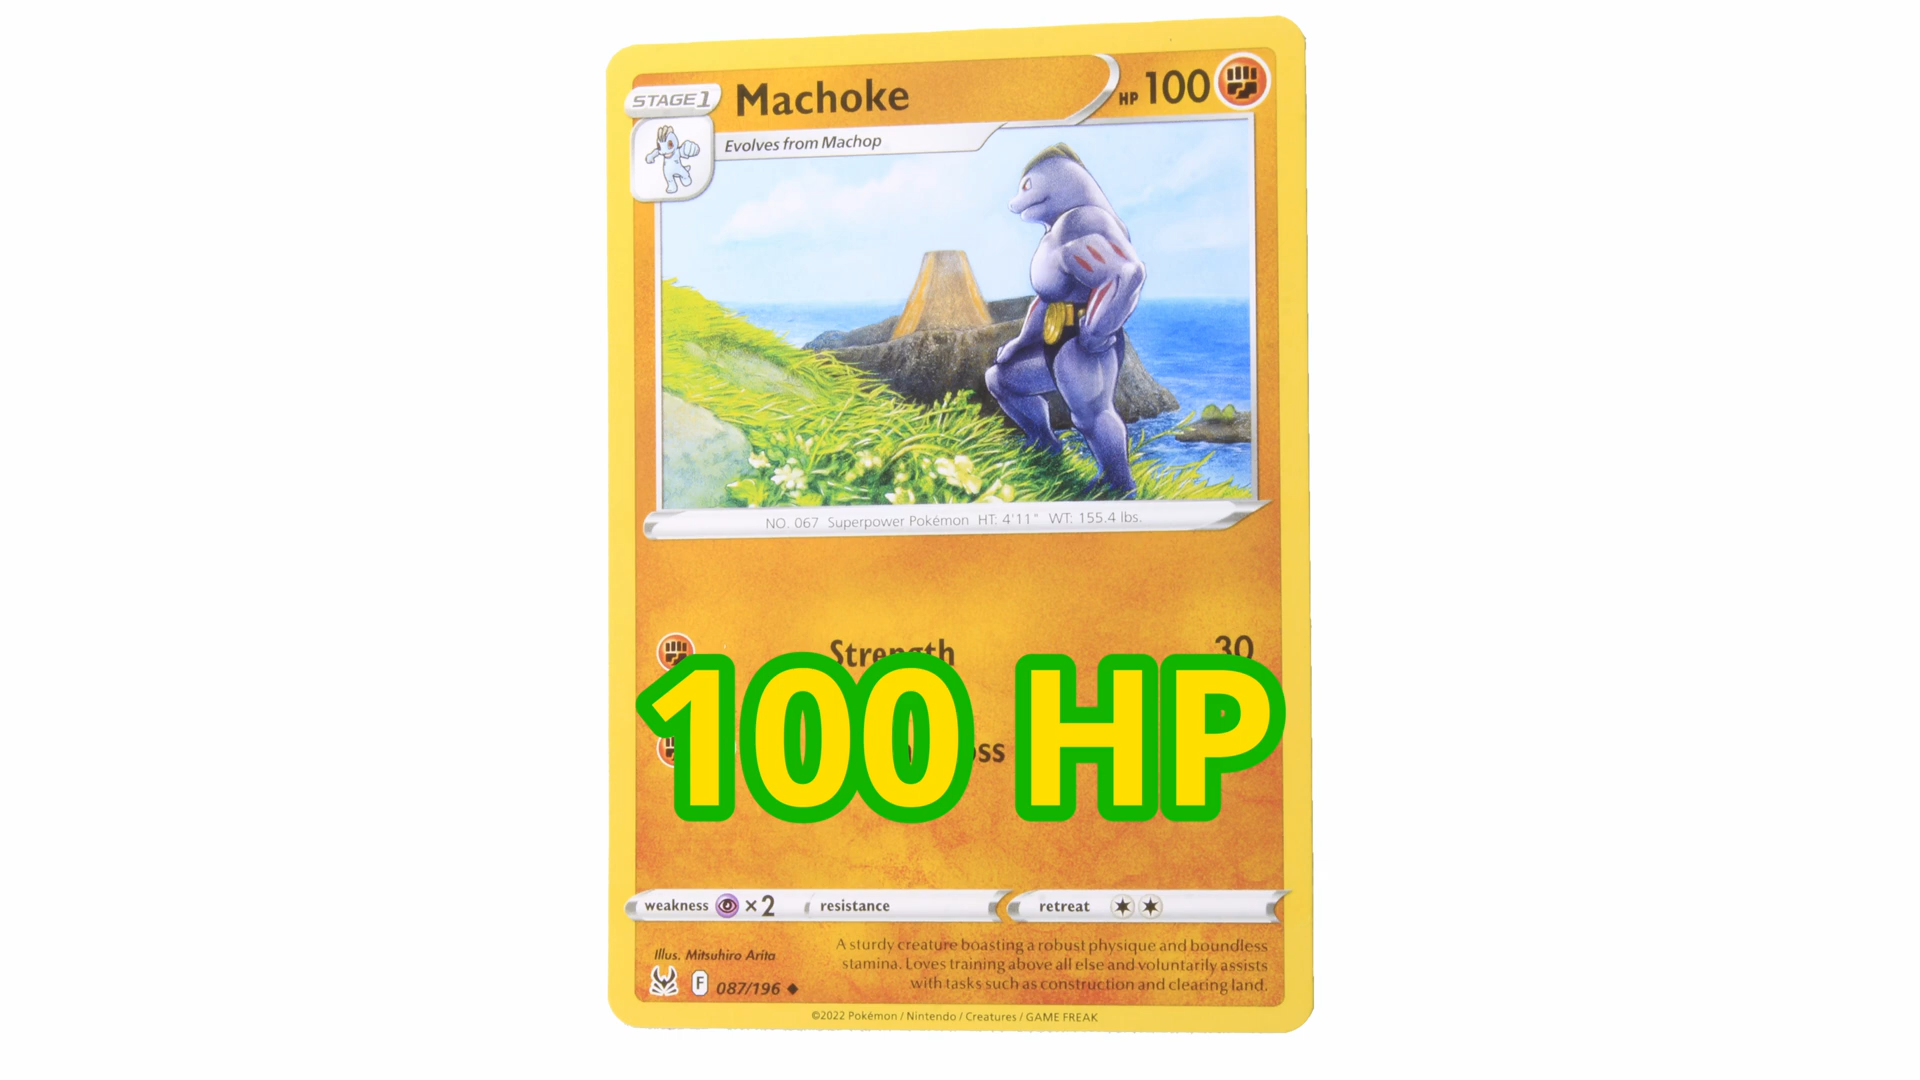 STAGE 1
Machoke
HP 100
Evolves from Machop
NO. 067 Superpower Pokémon HT: 4'11" WT: 155.4 lbs.
Strength 30
100 HP
weakness ×2 resistance retreat
A sturdy creature boasting a robust physique and boundless
stamina. Loves training above all else and voluntarily assists
with tasks such as construction and clearing land.
Illus. Mitsuhiro Arita
F 087/196
©2022 Pokémon / Nintendo / Creatures / GAME FREAK